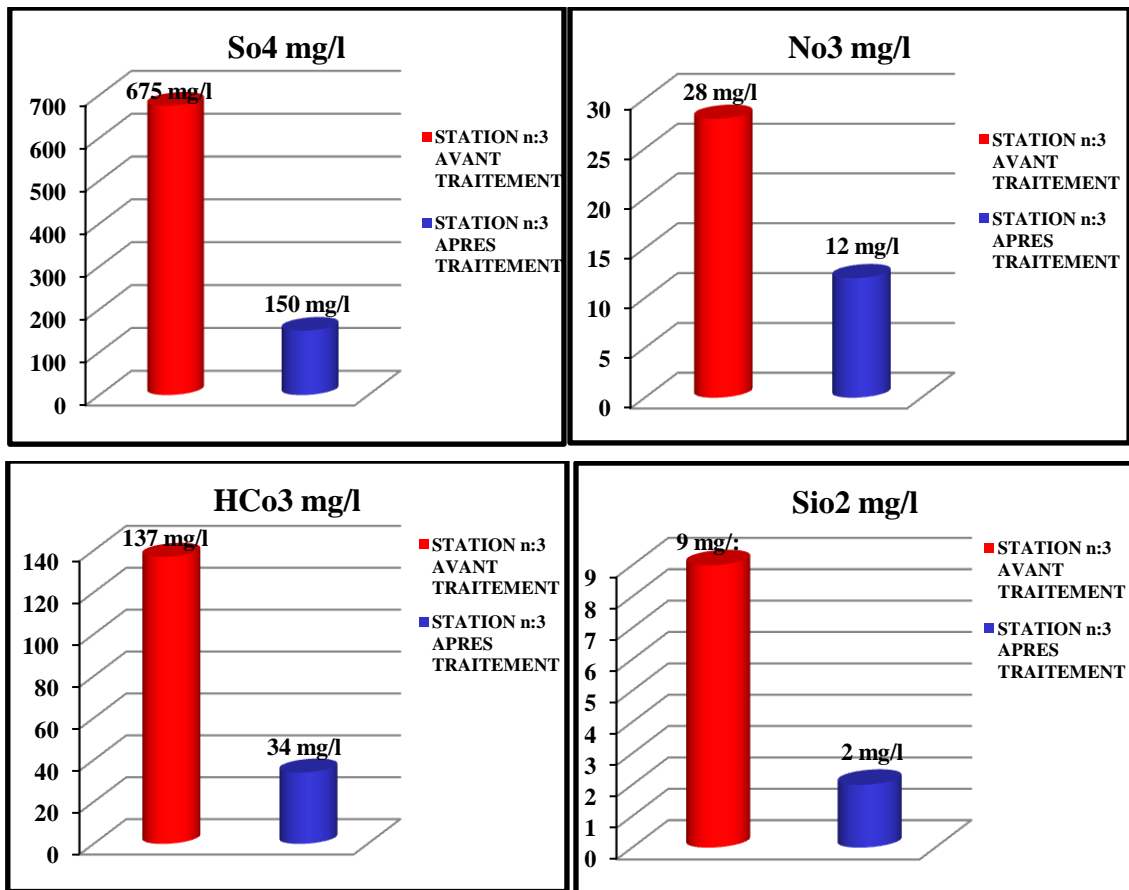 So4 mg/l
675 mg/l
700
600
500
400
300
200
100
0
150 mg/l
STATION n:3
AVANT
TRAITEMENT
STATION n:3
APRES
TRAITEMENT
No3 mg/l
28 mg/l
30
25
20
15
10
5
0
12 mg/l
STATION n:3
AVANT
TRAITEMENT
STATION n:3
APRES
TRAITEMENT
HCo3 mg/l
137 mg/l
140
120
100
80
60
40
20
0
34 mg/l
STATION n:3
AVANT
TRAITEMENT
STATION n:3
APRES
TRAITEMENT
Sio2 mg/l
9 mg/:
9
8
7
6
5
4
3
2
1
0
2 mg/l
STATION n:3
AVANT
TRAITEMENT
STATION n:3
APRES
TRAITEMENT